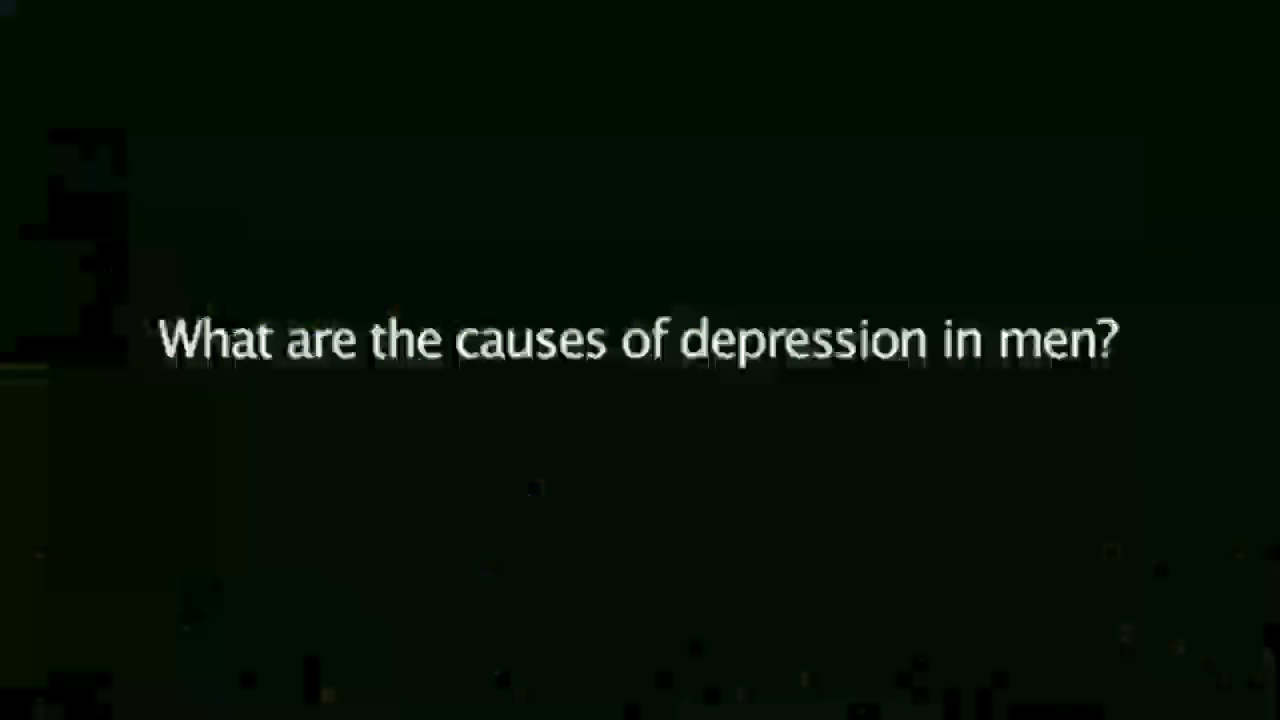 What are the causes of depression in men?